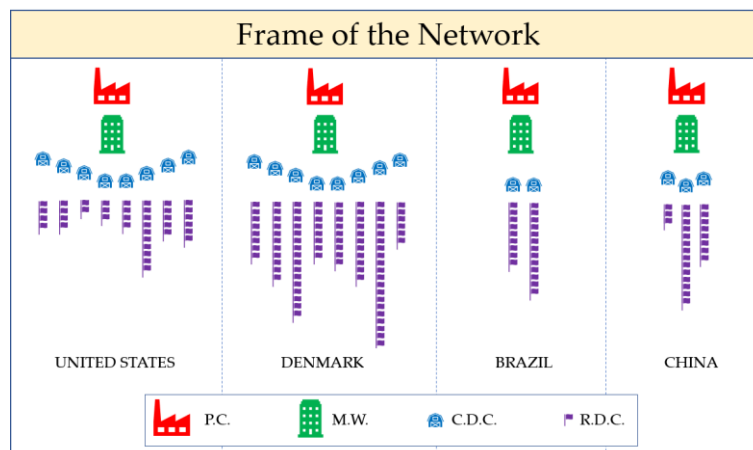 Frame of the Network
UNITED STATES
DENMARK
BRAZIL
CHINA
P.C.
M.W.
C.D.C.
R.D.C.